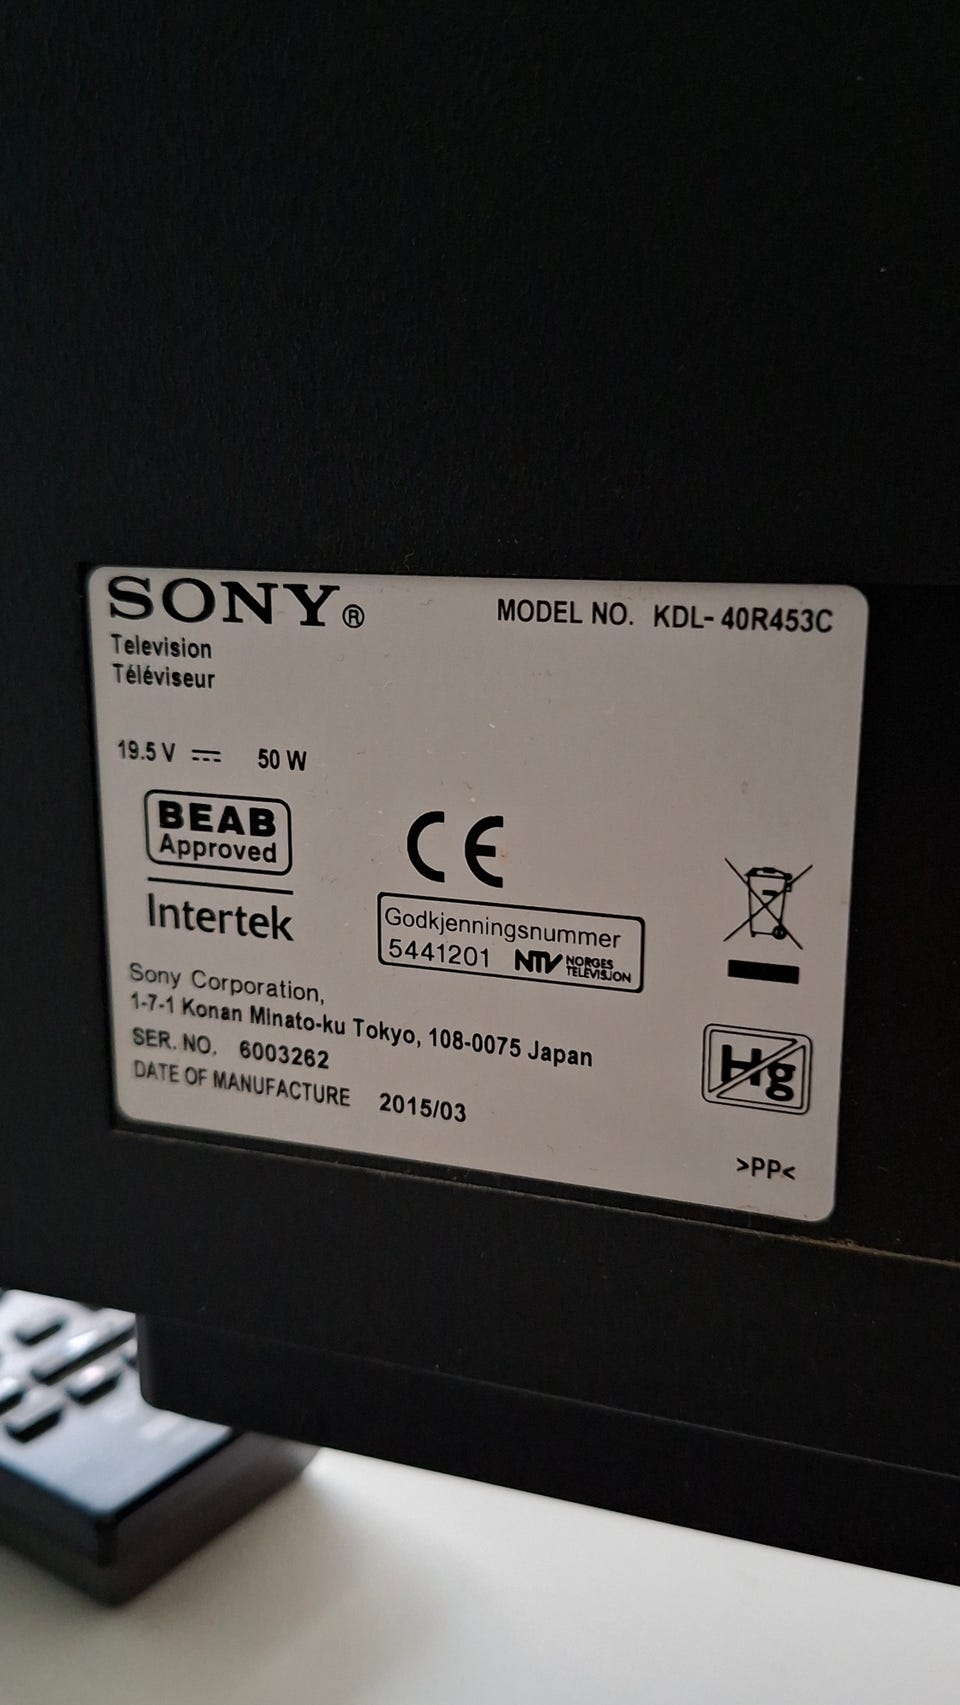 SONY®
MODEL NO. KDL-40R453C
Television
Téléviseur
19.5 V ⎓ 50 W
BEAB
Approved
Intertek
CE
Godkjenningsnummer
5441201 NTV NORGES
TELEVISJON
Sony Corporation,
1-7-1 Konan Minato-ku Tokyo, 108-0075 Japan
SER. NO. 6003262
DATE OF MANUFACTURE 2015/03
Hg
>PP<